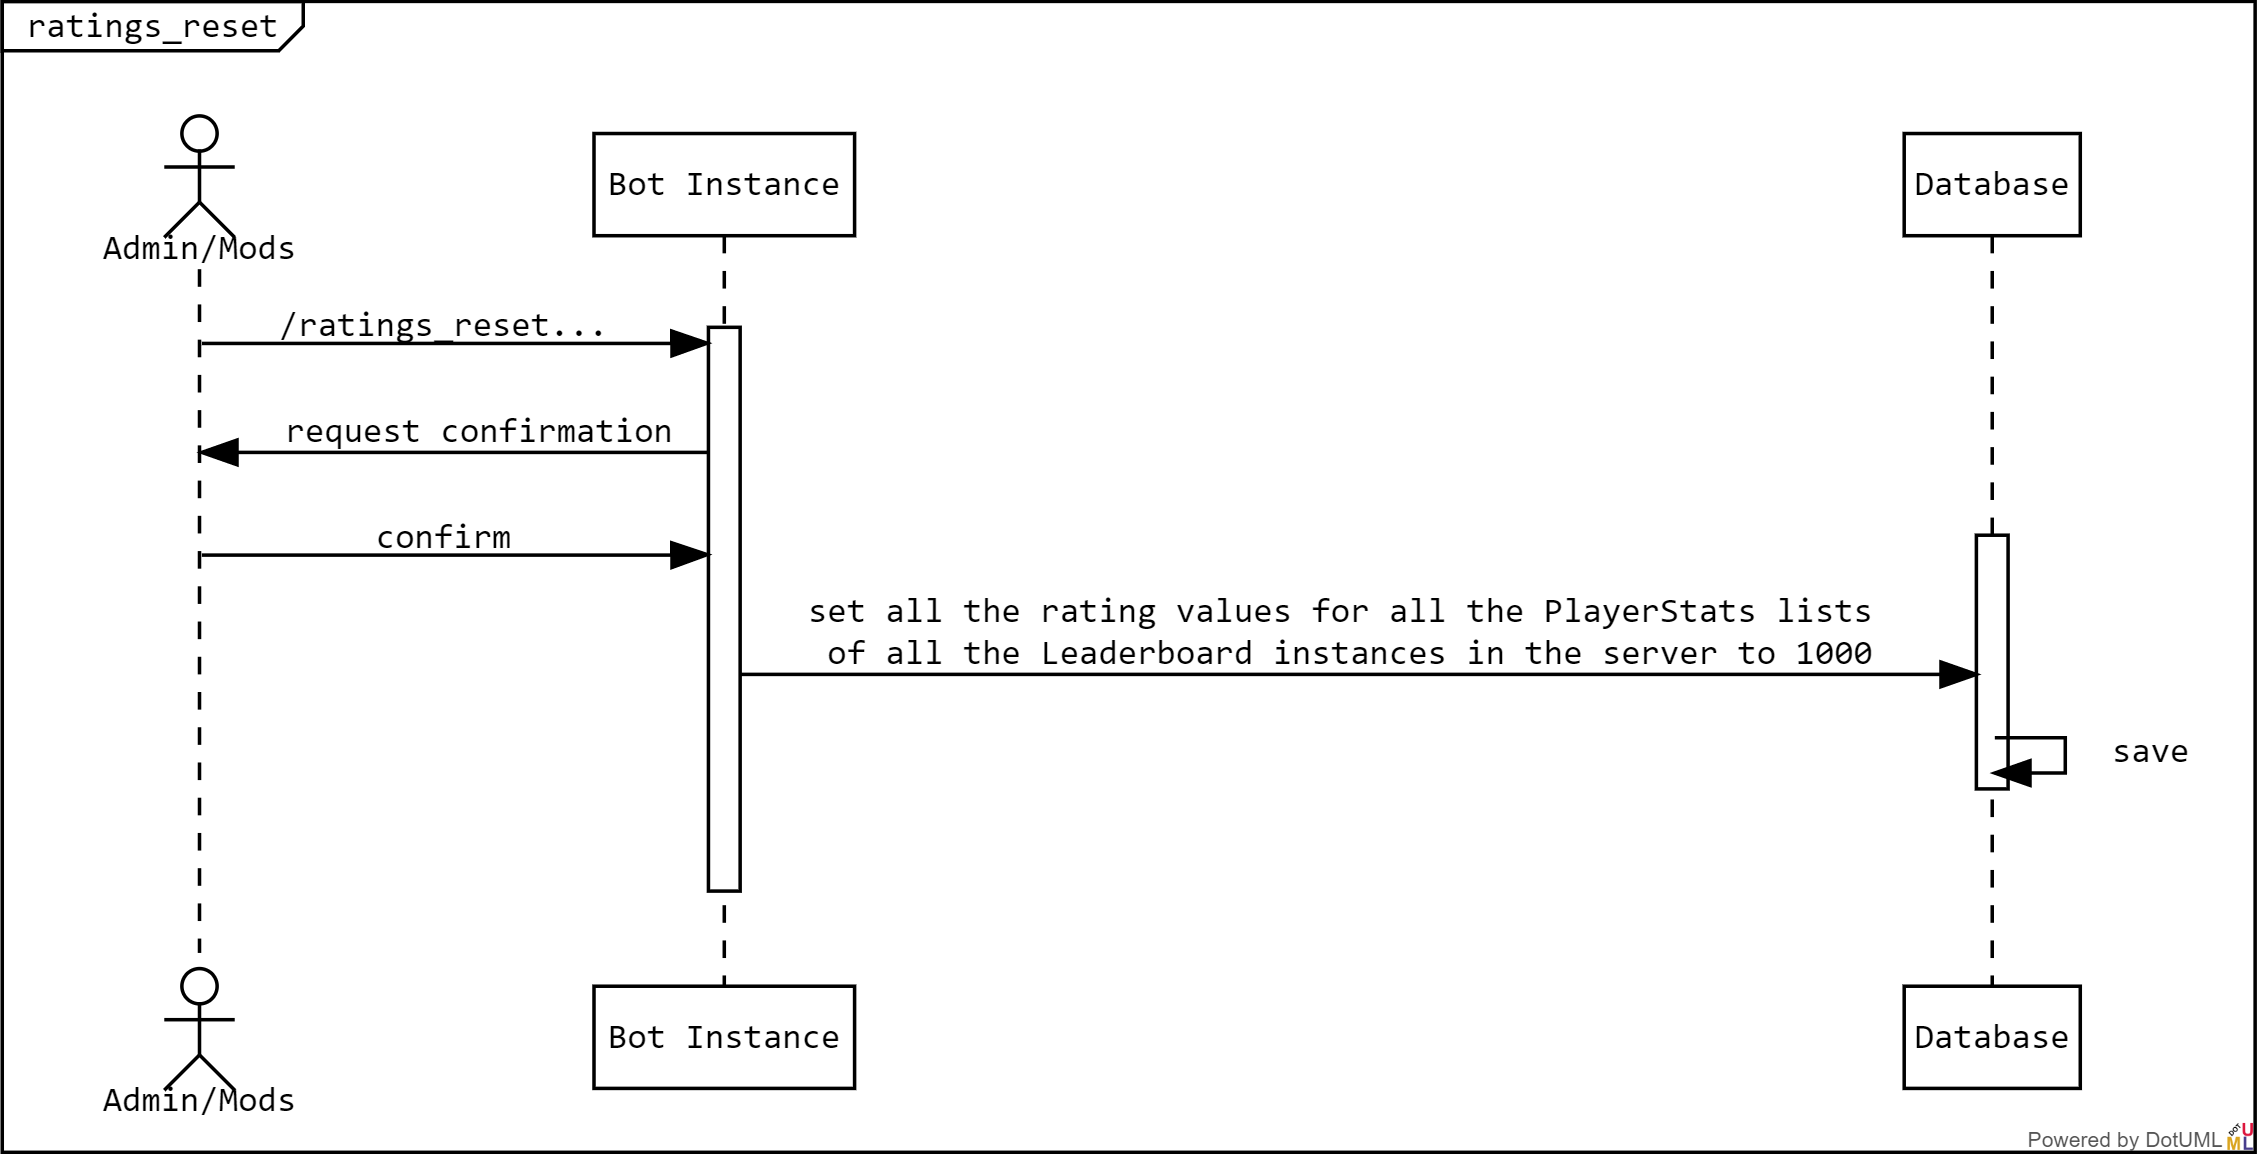 ratings_reset
Admin/Mods
Bot Instance
Database
/ratings_reset...
request confirmation
confirm
set all the rating values for all the PlayerStats lists
of all the Leaderboard instances in the server to 1000
save
Admin/Mods
Bot Instance
Database
Powered by DotUML
DOT
U
M L